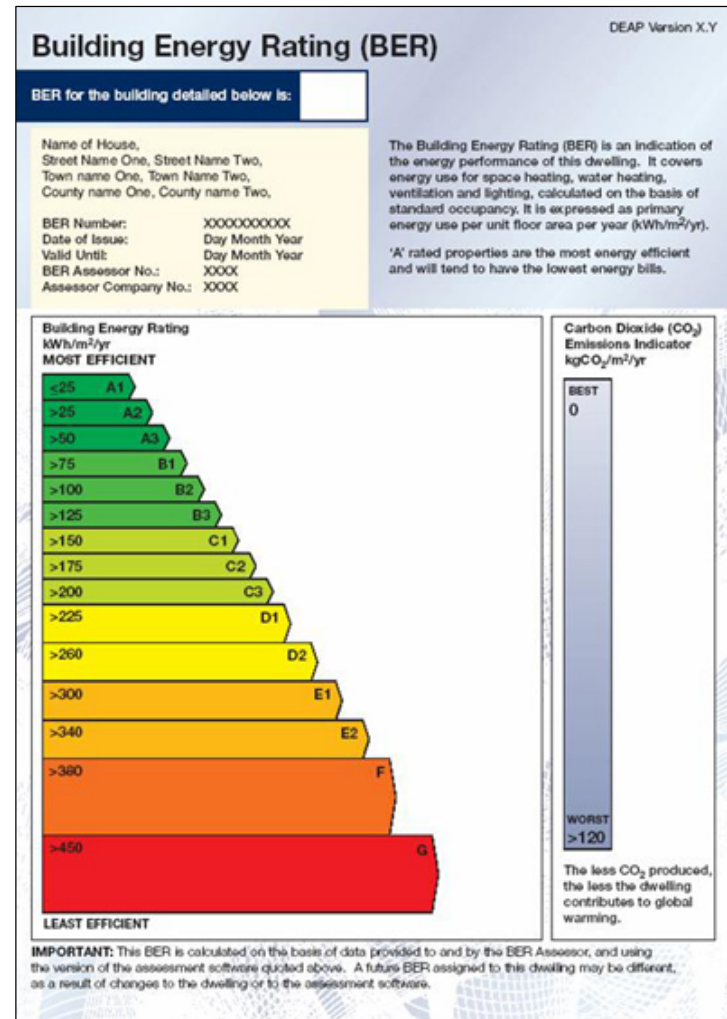 DEAP Version X.Y
Building Energy Rating (BER)
BER for the building detailed below is:
Name of House,
Street Name One, Street Name Two,
Town name One, Town Name Two,
County name One, County name Two,
BER Number: XXXXXXXXXX
Date of Issue: Day Month Year
Valid Until: Day Month Year
BER Assessor No.: XXXX
Assessor Company No.: XXXX
The Building Energy Rating (BER) is an indication of
the energy performance of this dwelling. It covers
energy use for space heating, water heating,
ventilation and lighting, calculated on the basis of
standard occupancy. It is expressed as primary
energy use per unit floor area per year (kWh/m²/yr).
'A' rated properties are the most energy efficient
and will tend to have the lowest energy bills.
Building Energy Rating
kWh/m²/yr
MOST EFFICIENT
≤25 A1
>25 A2
>50 A3
>75 B1
>100 B2
>125 B3
>150 C1
>175 C2
>200 C3
>225 D1
>260 D2
>300 E1
>340 E2
>380 F
>450 G
LEAST EFFICIENT
Carbon Dioxide (CO₂)
Emissions Indicator
kgCO₂/m²/yr
BEST
0
WORST
>120
The less CO₂ produced,
the less the dwelling
contributes to global
warming.
IMPORTANT: This BER is calculated on the basis of data provided to and by the BER Assessor, and using
the version of the assessment software quoted above. A future BER assigned to this dwelling may be different,
as a result of changes to the dwelling or to the assessment software.